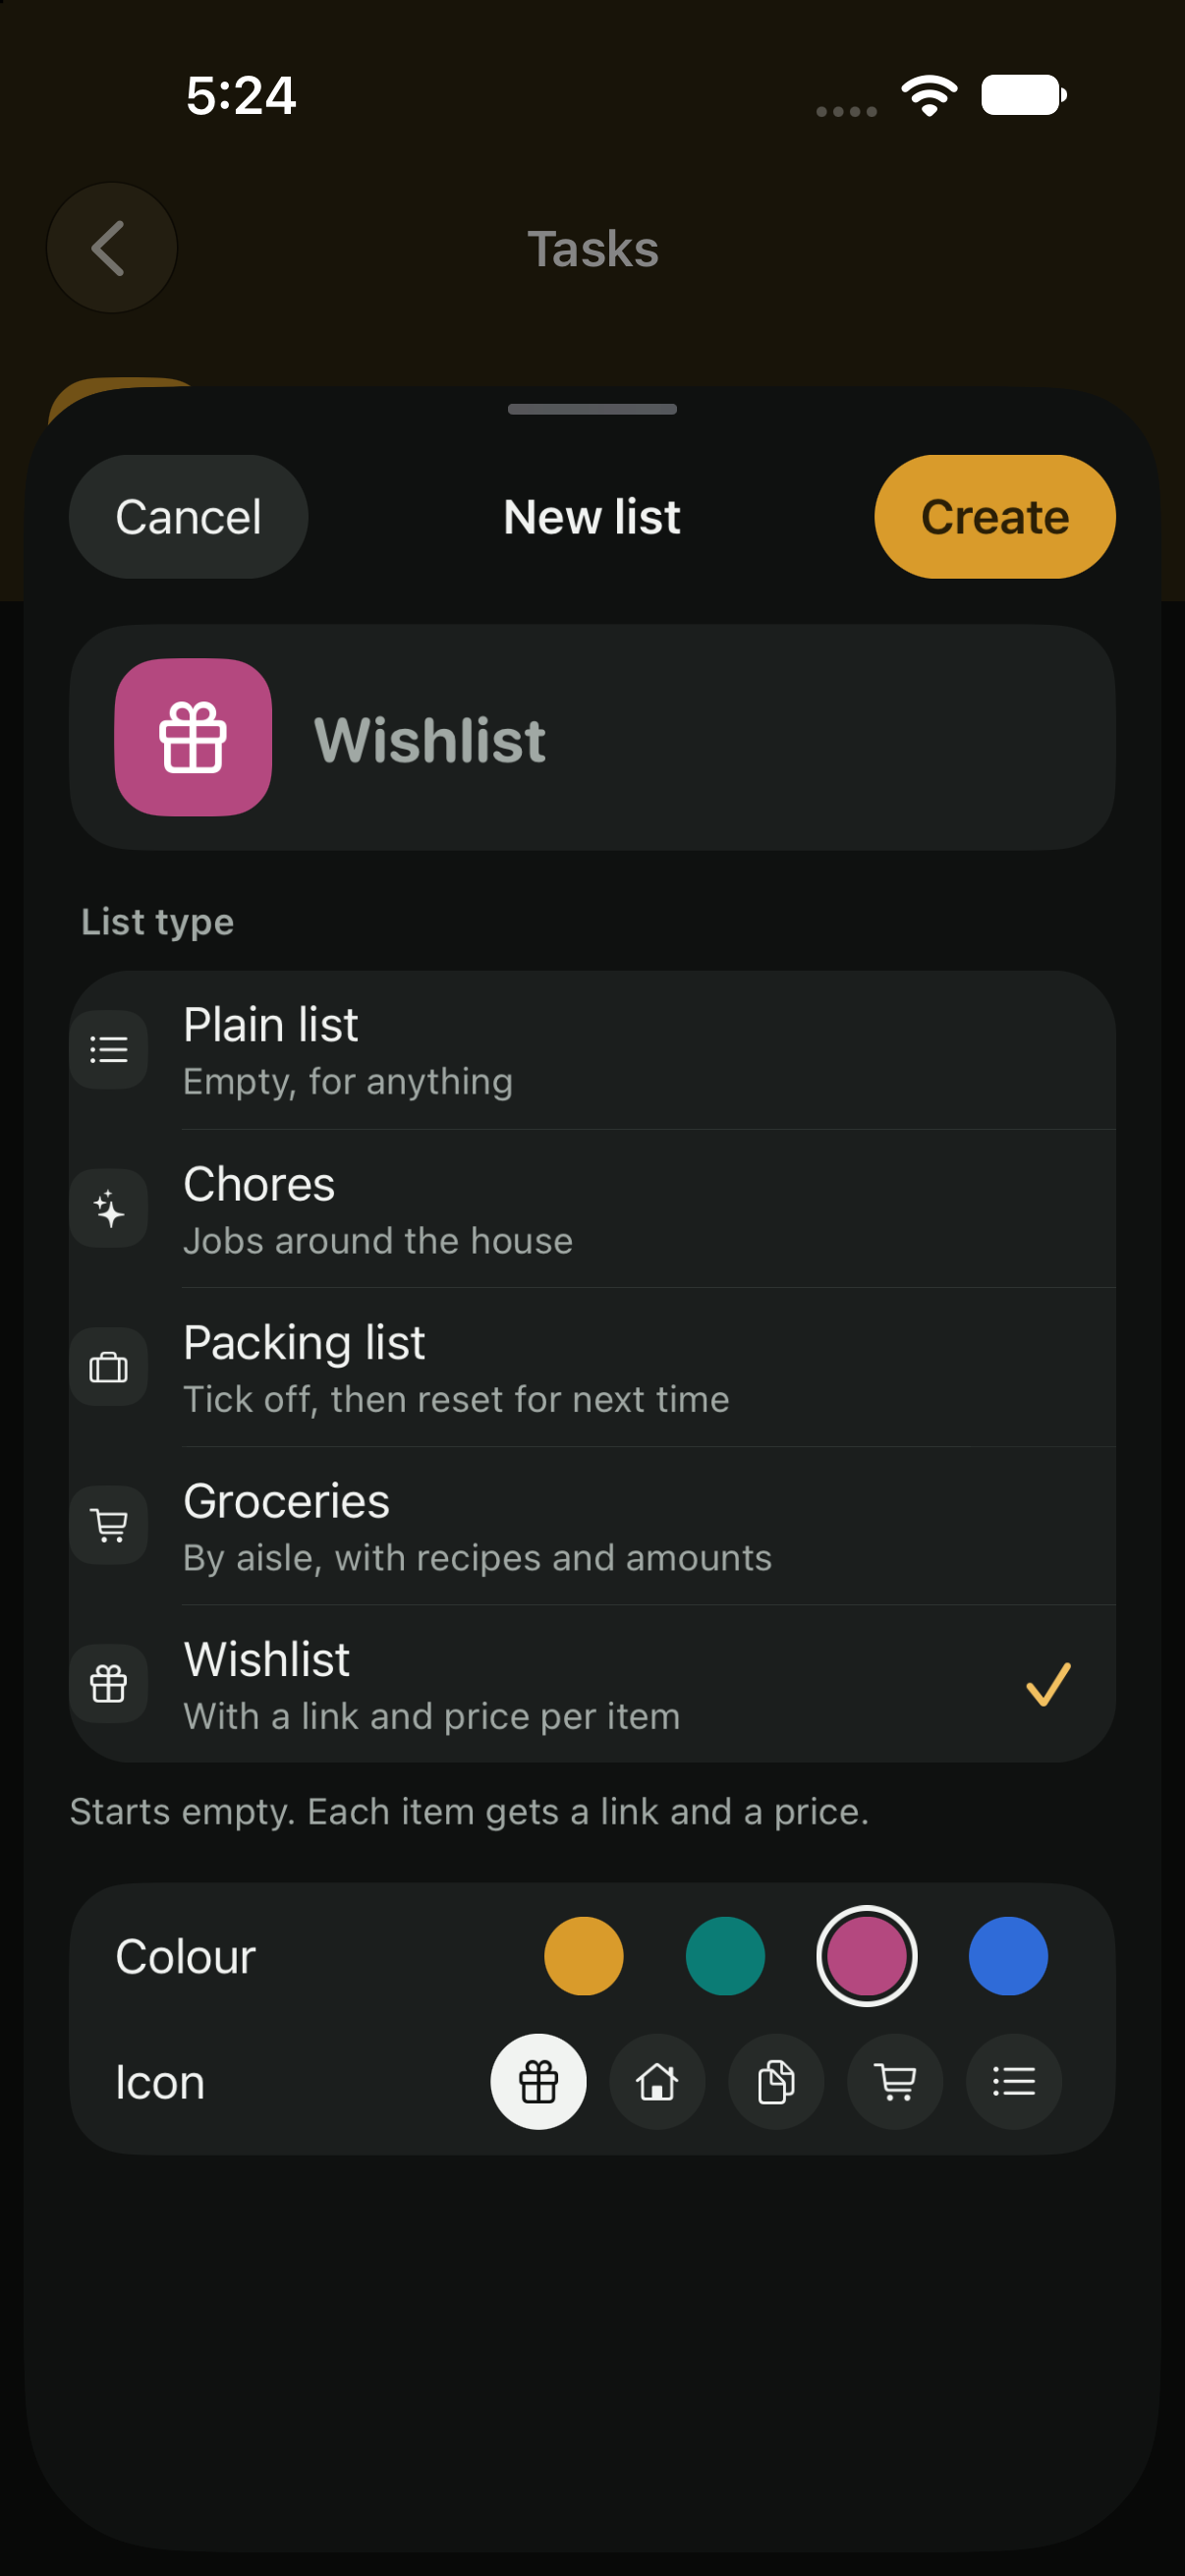 5:24
Tasks
Cancel
New list
Create
Wishlist
List type
Plain list
Empty, for anything
Chores
Jobs around the house
Packing list
Tick off, then reset for next time
Groceries
By aisle, with recipes and amounts
Wishlist
With a link and price per item
Starts empty. Each item gets a link and a price.
Colour
Icon